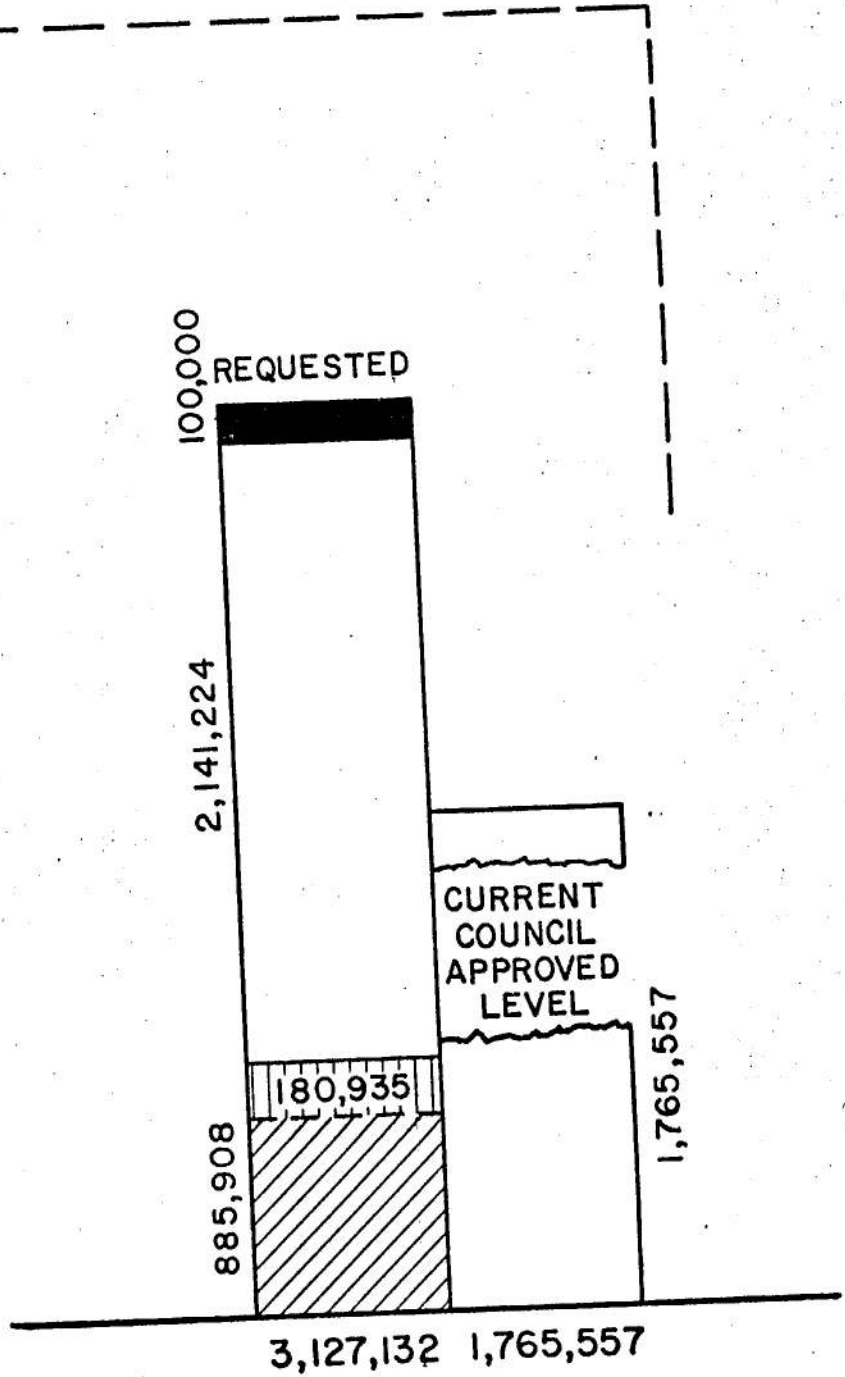 100,000
REQUESTED
2,141,224
CURRENT
COUNCIL
APPROVED
LEVEL
180,935
885,908
1,765,557
3,127,132 1,765,557